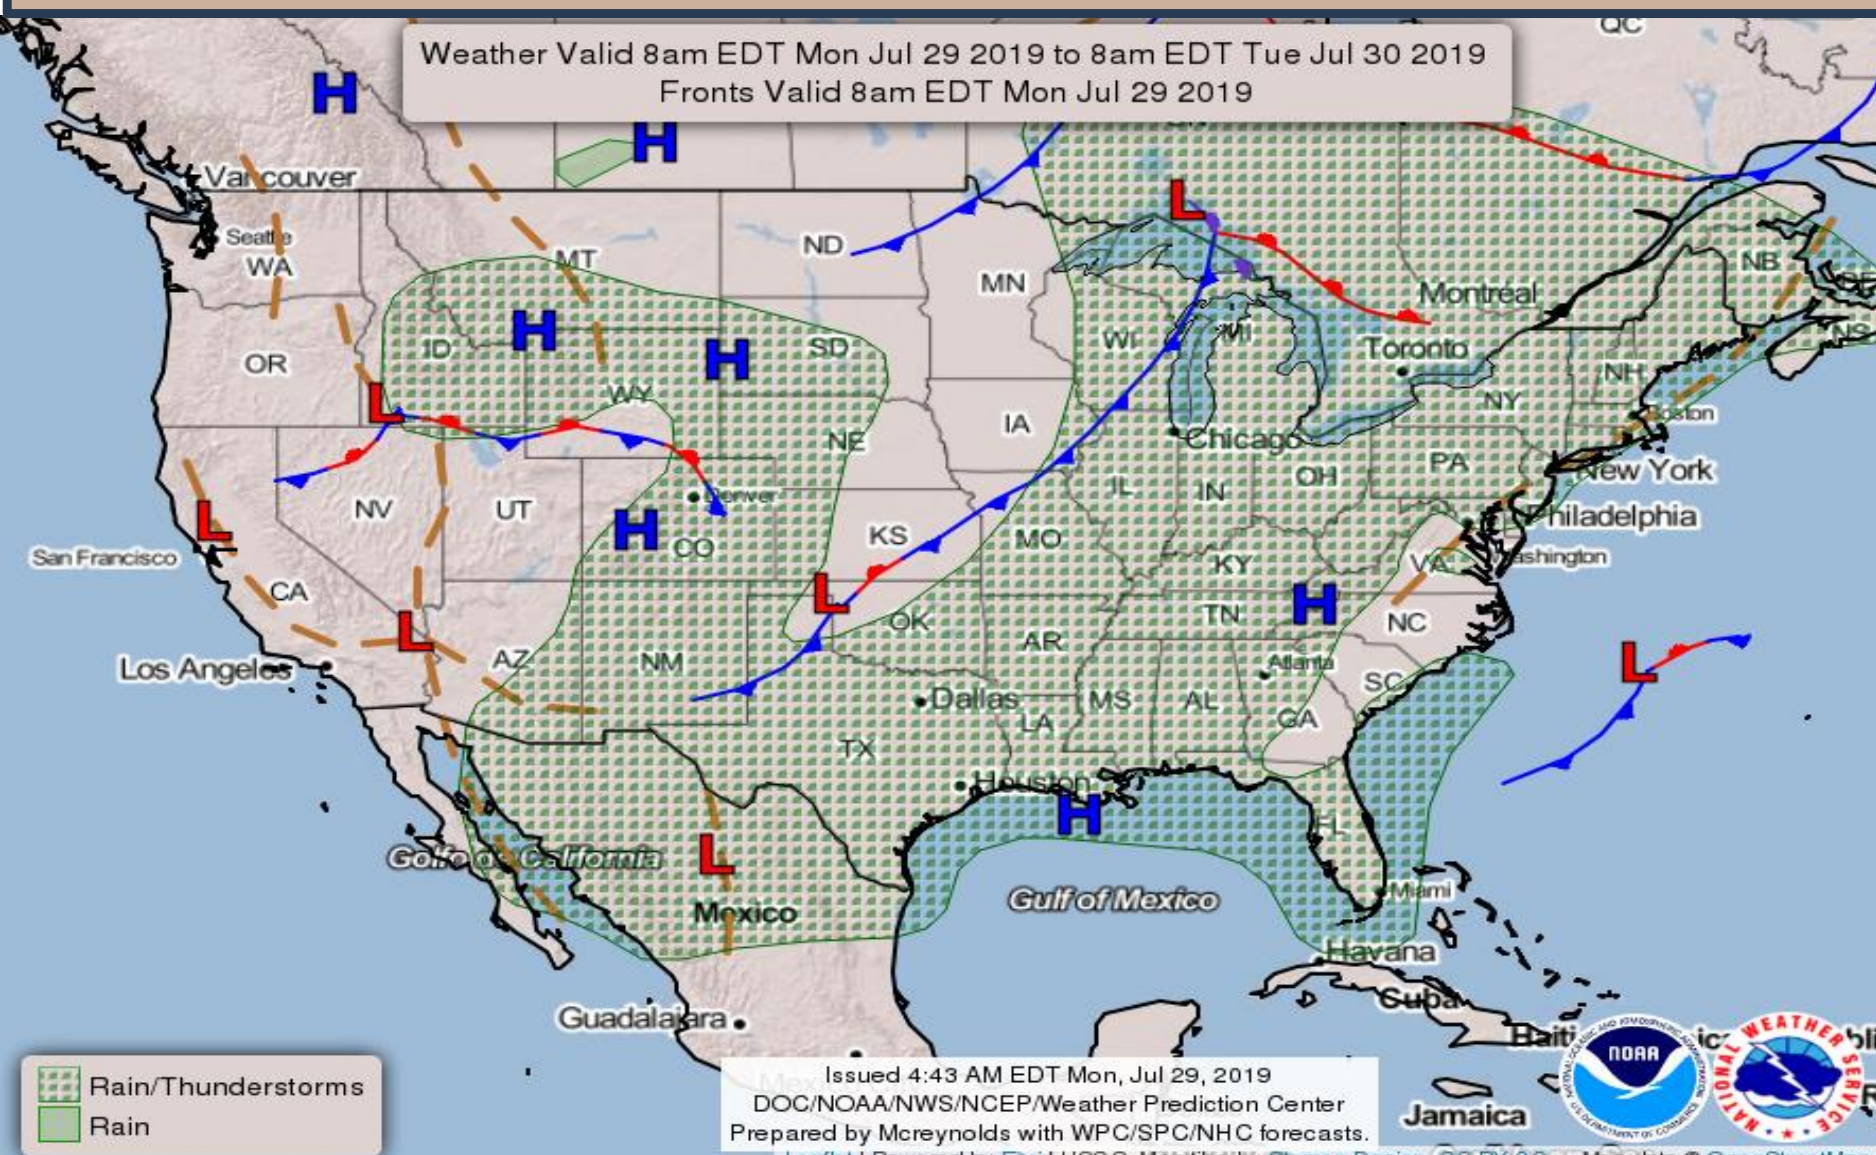 Weather Valid 8am EDT Mon Jul 29 2019 to 8am EDT Tue Jul 30 2019
Fronts Valid 8am EDT Mon Jul 29 2019
QC
H
H
Vancouver
L
Seattle
WA
MT
ND
NB
MN
Montréal
NS
H
H
ID
SD
WI
MI
OR
Toronto
NH
WY
L
NY
Boston
IA
NE
Chicago
PA
New York
OH
IL
IN
Denver
NV
UT
L
H
Philadelphia
KS
MO
CO
San Francisco
VA
Washington
KY
CA
L
H
TN
OK
NC
L
AR
Los Angeles
AZ
NM
Atlanta
L
SC
Dallas
MS
AL
LA
GA
TX
Houston
H
FL
L
Golfo de California
Miami
Gulf of Mexico
Mexico
Havana
Cuba
Guadalajara
Haiti
NOAA
NATIONAL WEATHER SERVICE
Rain/Thunderstorms
Rain
Issued 4:43 AM EDT Mon, Jul 29, 2019
DOC/NOAA/NWS/NCEP/Weather Prediction Center
Prepared by Mcreynolds with WPC/SPC/NHC forecasts.
Jamaica